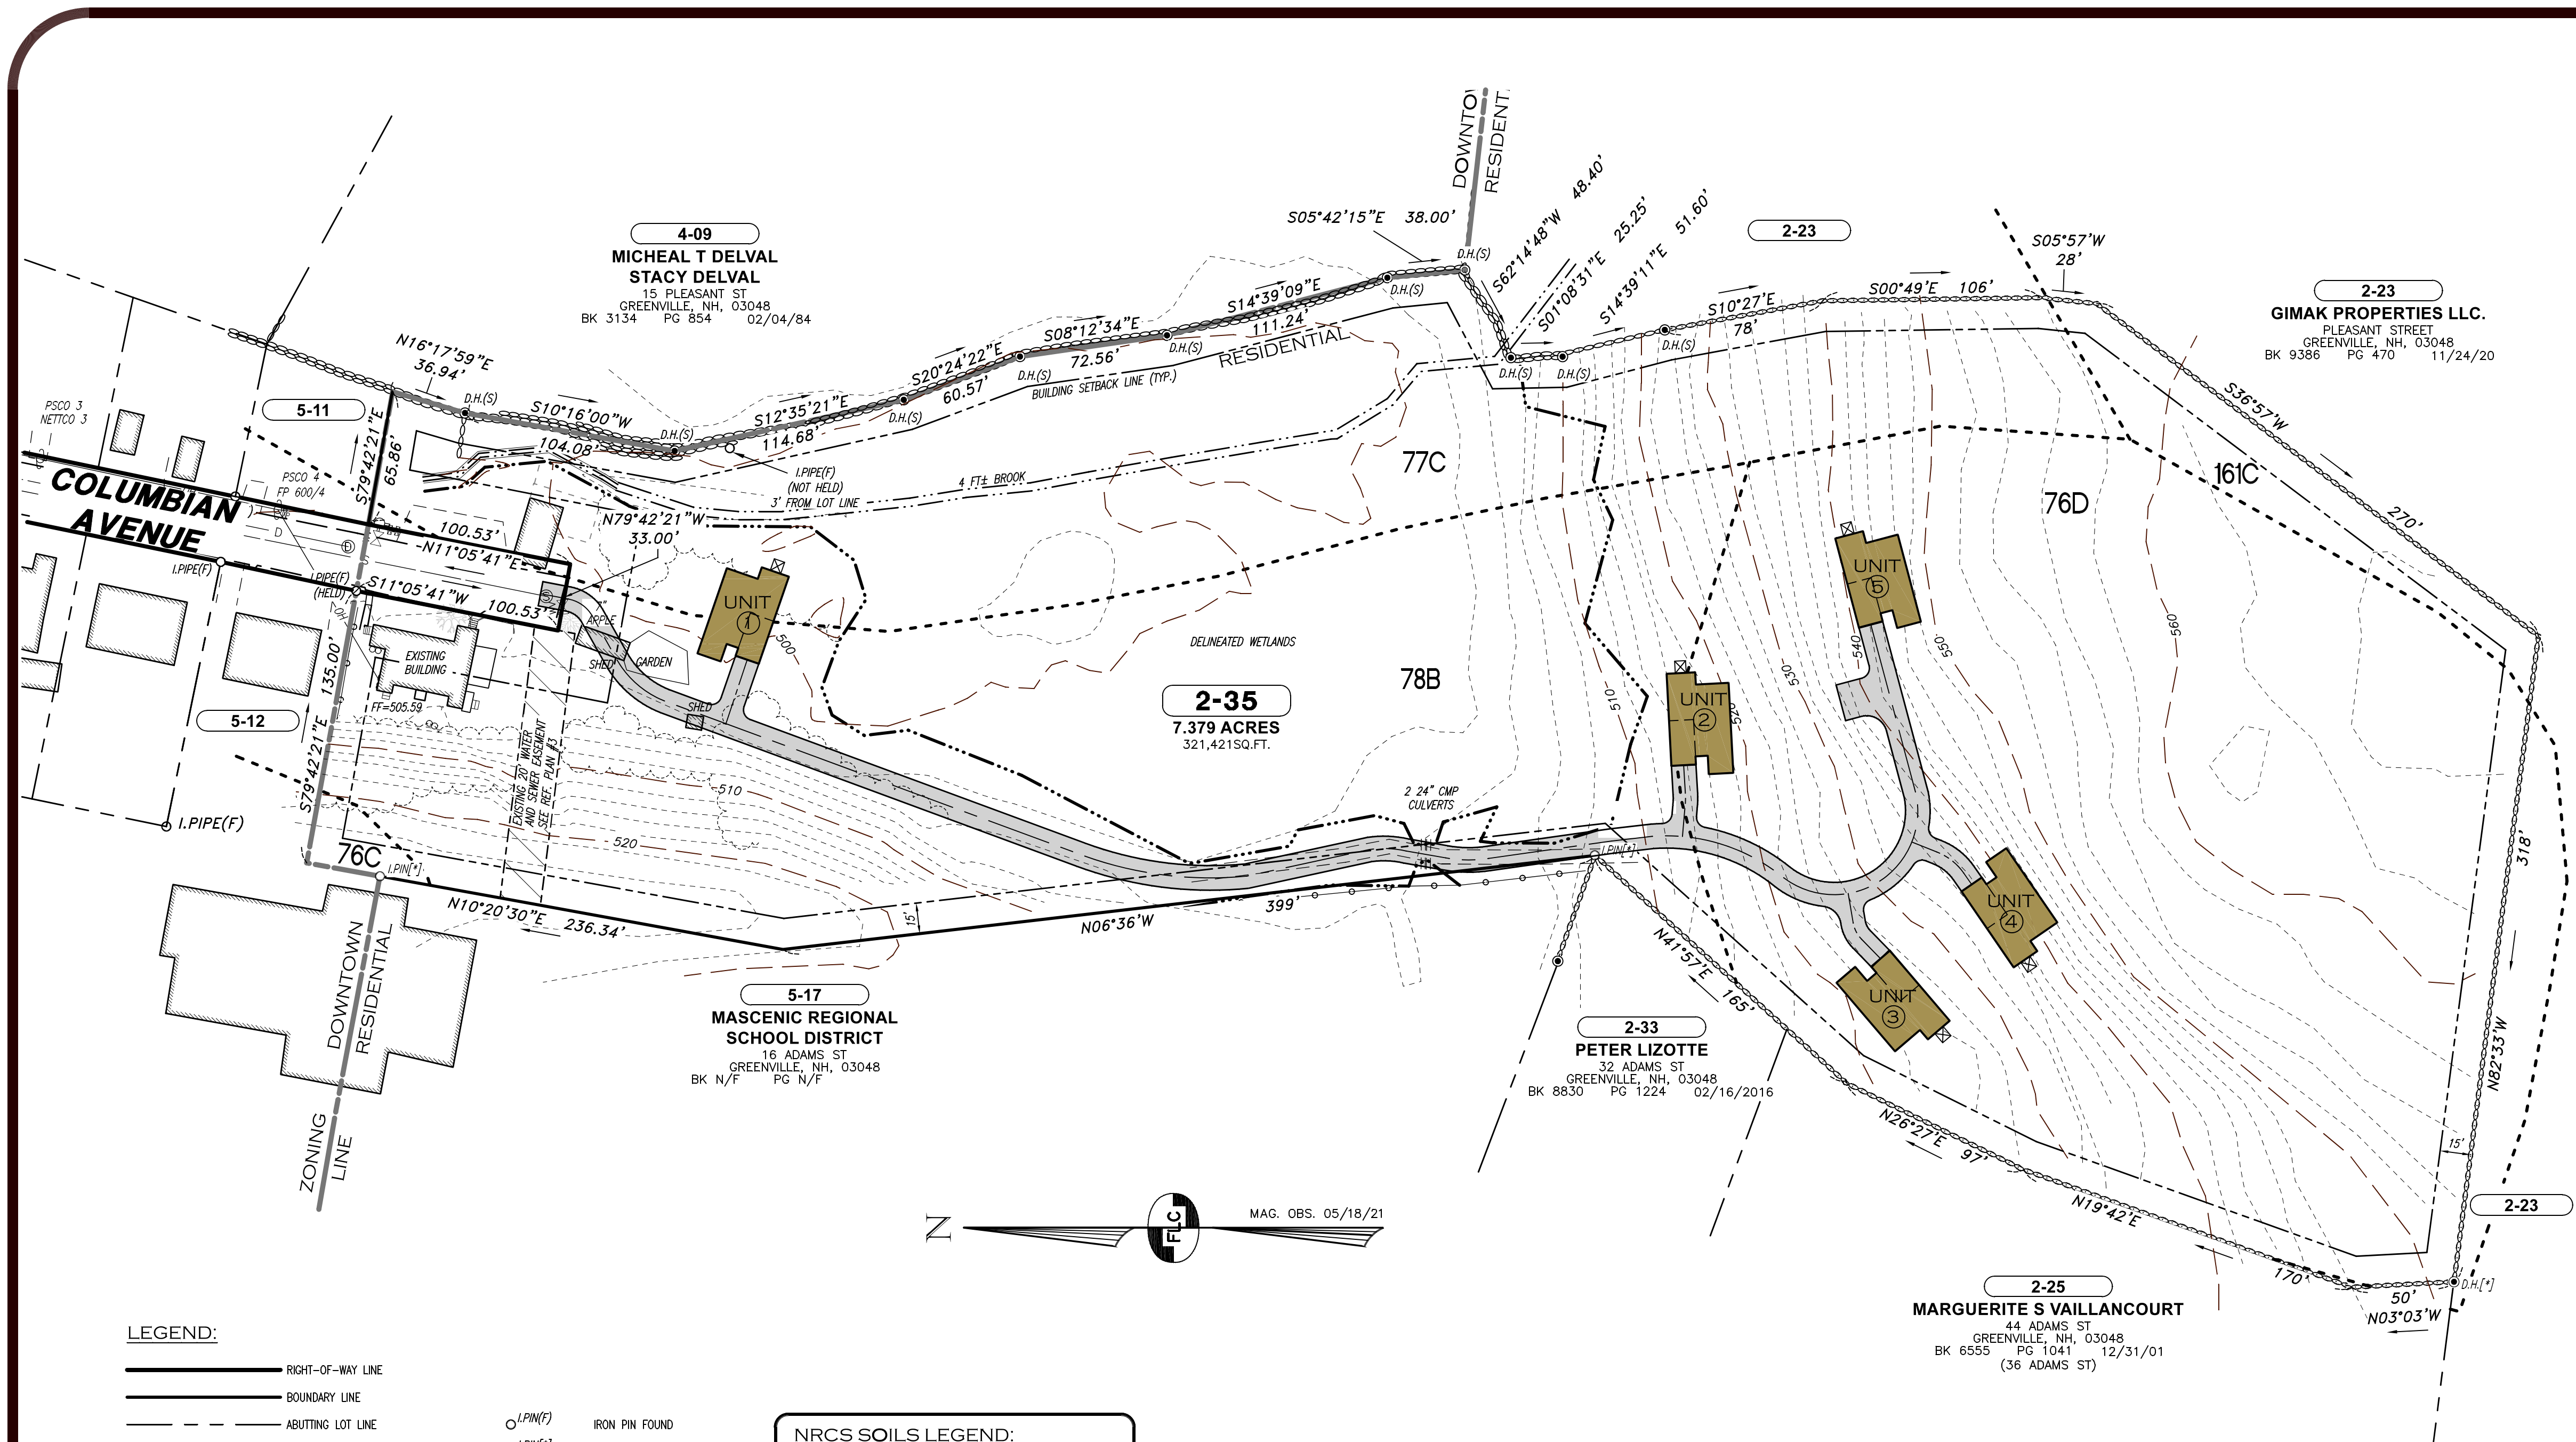 DOWNTO
RESIDENT
4-09
MICHEAL T DELVAL
STACY DELVAL
15 PLEASANT ST
GREENVILLE, NH, 03048
BK 3134 PG 854 02/04/84
S05°42'15"E 38.00'
D.H.(S)
S62°14'48"W 48.40'
S01°08'31"E 25.25'
S14°39'11"E 51.60'
2-23
S05°57'W
28'
2-23
GIMAK PROPERTIES LLC.
PLEASANT STREET
GREENVILLE, NH, 03048
BK 9386 PG 470 11/24/20
N16°17'59"E
36.94'
D.H.(S)
S10°16'00"W
104.08'
D.H.(S)
S12°35'21"E
114.68'
D.H.(S)
S20°24'22"E
60.57'
D.H.(S)
S08°12'34"E
72.56'
D.H.(S)
S14°39'09"E
111.24'
D.H.(S)
RESIDENTIAL
BUILDING SETBACK LINE (TYP.)
D.H.(S)
D.H.(S)
D.H.(S)
S10°27'E
78'
S00°49'E 106'
S36°57'W
270'
PSCO 3
NETTCO 3
5-11
S79°42'21"E
65.86'
PSCO 4
FP 600/4
COLUMBIAN
AVENUE
I.PIPE(F)
(NOT HELD)
3' FROM LOT LINE
4 FT± BROOK
77C
76D
161C
100.53'
N11°05'41"E
N79°42'21"W
33.00'
I.PIPE(F)
I.PIPE(F)
(HELD)
S11°05'41"W
100.53'
7"
APPLE
SHED
GARDEN
UNIT
1
500
EXISTING
BUILDING
FF=505.59
SHED
5-12
S79°42'21"E 135.00'
I.PIPE(F)
EXISTING 20' WATER
AND SEWER EASEMENT
SEE REF. PLAN #3
510
520
DELINEATED WETLANDS
2-35
7.379 ACRES
321,421SQ.FT.
78B
2 24" CMP
CULVERTS
510
UNIT
2
520
530
540
550
560
UNIT
5
UNIT
4
UNIT
3
76C
I.PIN[*]
N10°20'30"E 236.34'
15'
N06°36'W
399'
I.PIN[*]
N41°57'E
165'
318'
N82°33'W
15'
DOWNTOWN
RESIDENTIAL
ZONING
LINE
5-17
MASCENIC REGIONAL
SCHOOL DISTRICT
16 ADAMS ST
GREENVILLE, NH, 03048
BK N/F PG N/F
2-33
PETER LIZOTTE
32 ADAMS ST
GREENVILLE, NH, 03048
BK 8830 PG 1224 02/16/2016
N26°27'E
97'
N19°42'E
170'
2-23
D.H.[*]
50'
N03°03'W
N
FLC
MAG. OBS. 05/18/21
2-25
MARGUERITE S VAILLANCOURT
44 ADAMS ST
GREENVILLE, NH, 03048
BK 6555 PG 1041 12/31/01
(36 ADAMS ST)
LEGEND:
RIGHT-OF-WAY LINE
BOUNDARY LINE
ABUTTING LOT LINE
I.PIN(F) IRON PIN FOUND
NRCS SOILS LEGEND: